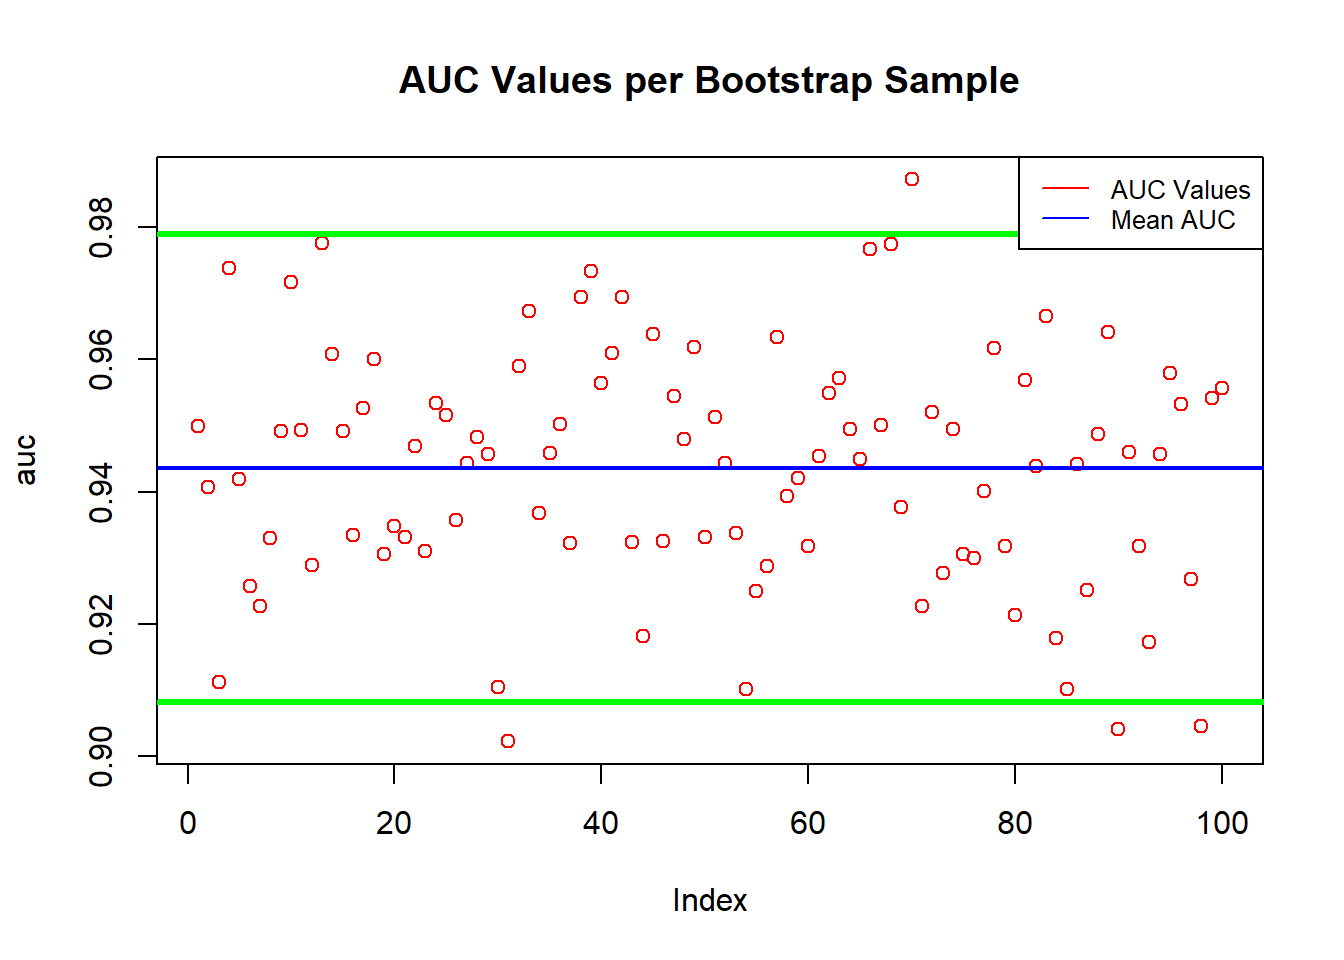 AUC Values per Bootstrap Sample
AUC Values
Mean AUC
auc
0.98
0.96
0.94
0.92
0.90
0 20 40 60 80 100
Index